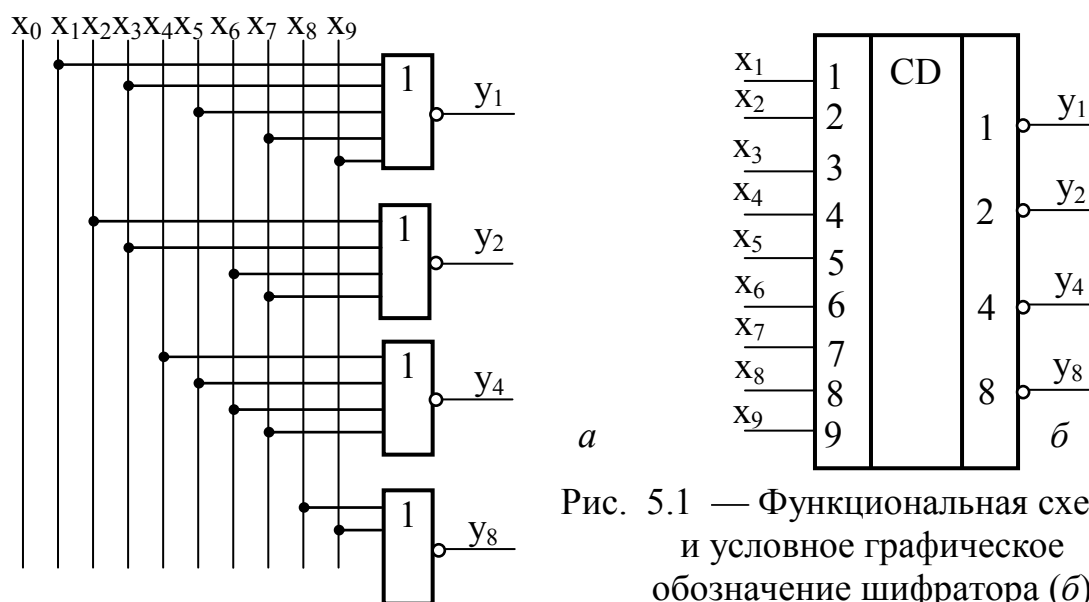 x₀ x₁ x₂ x₃ x₄ x₅ x₆ x₇ x₈ x₉
1
y₁
1
y₂
1
y₄
1
y₈
а
CD
x₁ 1
x₂ 2
x₃ 3
x₄ 4
x₅ 5
x₆ 6
x₇ 7
x₈ 8
x₉ 9
1 y₁
2 y₂
4 y₄
8 y₈
б
Рис. 5.1 — Функциональная схе
и условное графическое
обозначение шифратора (б)